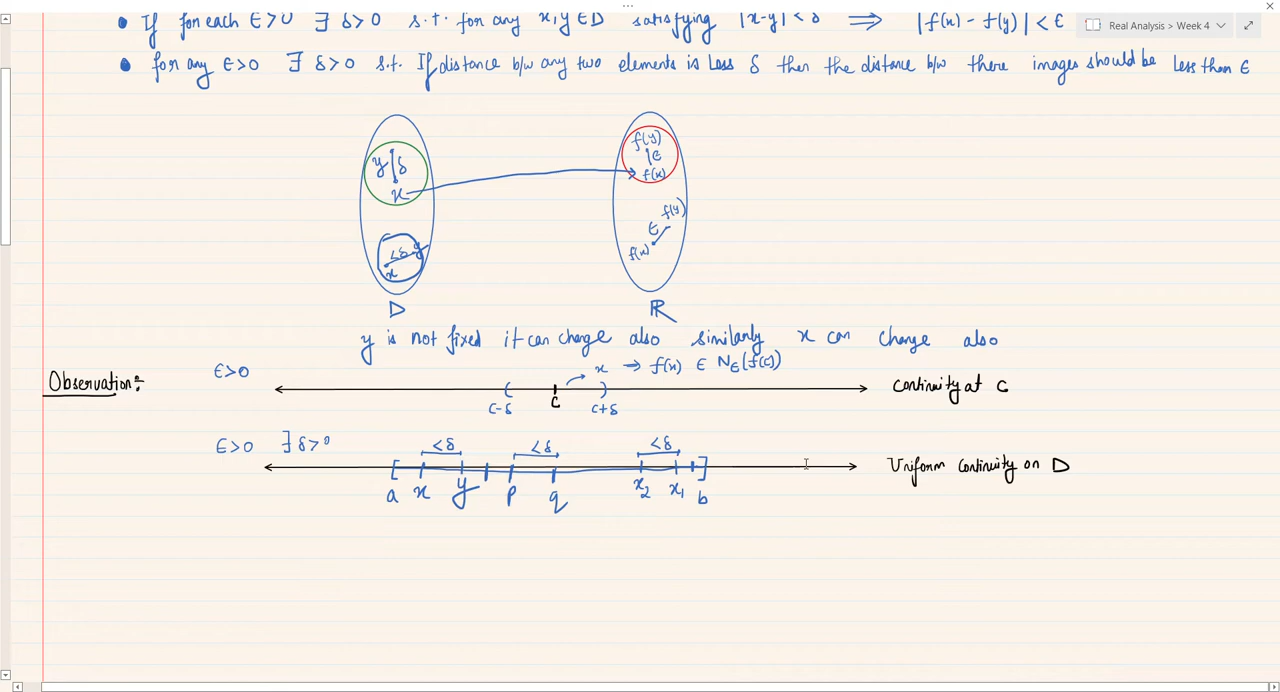 • If for each ε>0 ∃ δ>0 s.t. for any x,y ∈ D satisfying |x-y| < δ ⟹ |f(x) - f(y)| < ε
Real Analysis > Week 4
• for any ε>0 ∃ δ>0 s.t. If distance b/w any two elements is Less δ then the distance b/w there images should be less than ε
y δ
x
f(y)
ε
f(x)
<δ y
x
f(y)
ε
f(x)
D
ℝ
y is not fixed it can change also similarly x can change also
Observation:
ε>0
x → f(x) ∈ Nε(f(c))
continuity at c
c-δ c c+δ
ε>0 ∃ δ>0
<δ <δ <δ
Uniform continuity on D
[ ]
a x y p q x₂ x₁ b